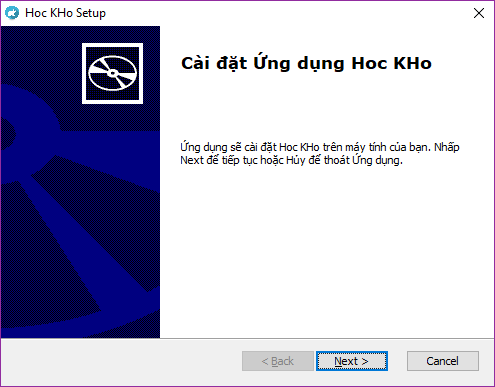 Hoc KHo Setup
Cài đặt Ứng dụng Hoc KHo
Ứng dụng sẽ cài đặt Hoc KHo trên máy tính của bạn. Nhấp
Next để tiếp tục hoặc Hủy để thoát Ứng dụng.
< Back
Next >
Cancel